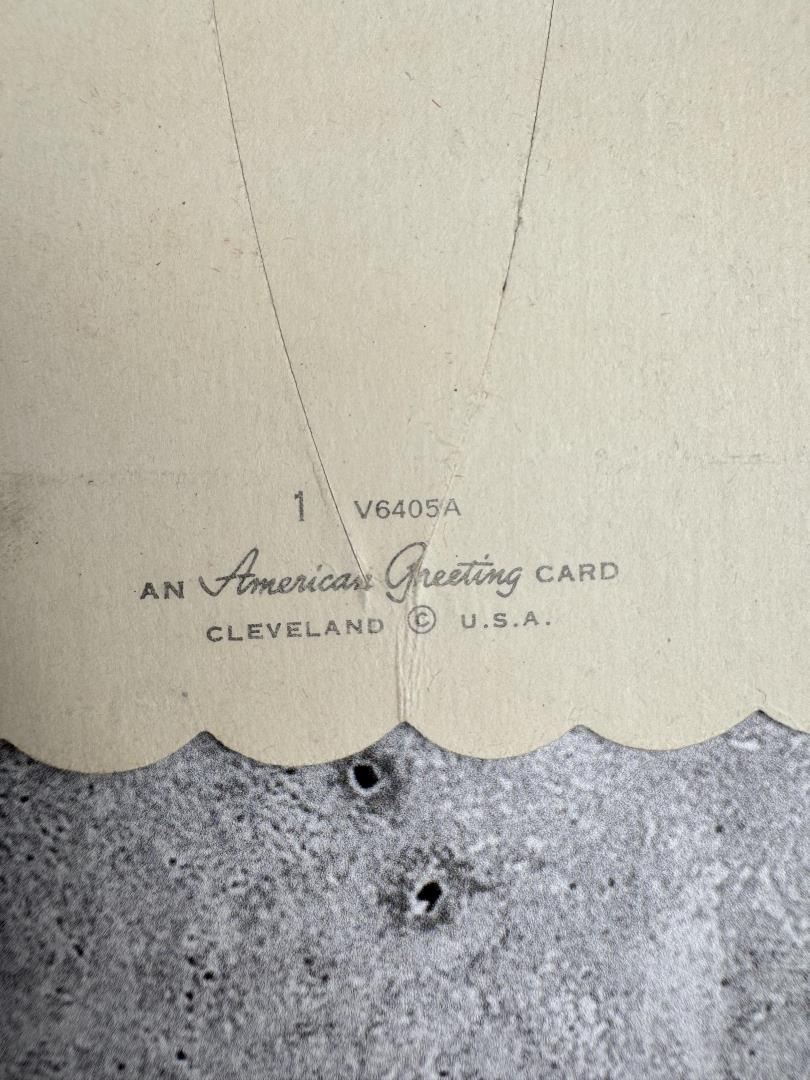 1 V6405A
AN American Greeting CARD
CLEVELAND © U.S.A.